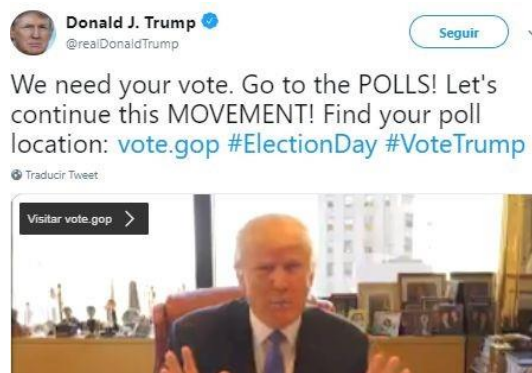 Donald J. Trump
@realDonaldTrump
Seguir
We need your vote. Go to the POLLS! Let's
continue this MOVEMENT! Find your poll
location: vote.gop #ElectionDay #VoteTrump
Traducir Tweet
Visitar vote.gop